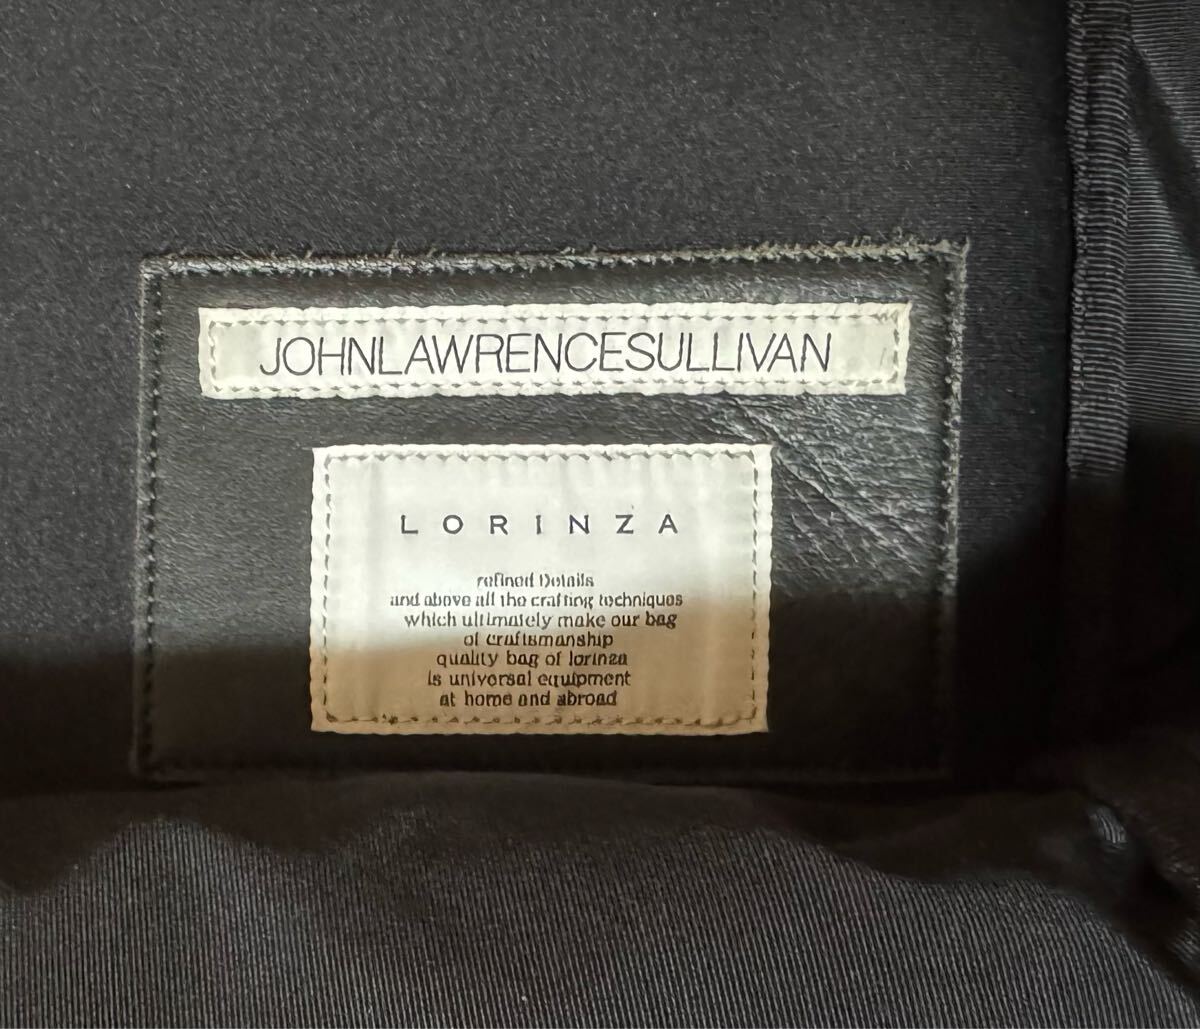 JOHNLAWRENCESULLIVAN
LORINZA
refined Details
and above all the crafting techniques
which ultimately make our bag
of craftsmanship
quality bag of lorinza
is universal equipment
at home and abroad